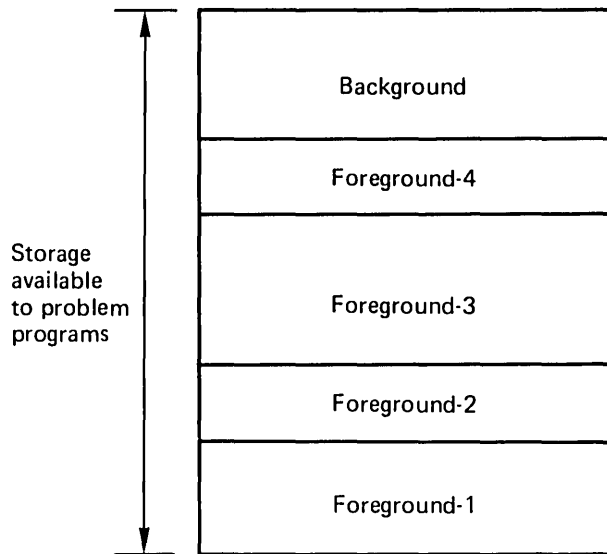 Background
Foreground-4
Storage
available
to problem
programs
Foreground-3
Foreground-2
Foreground-1